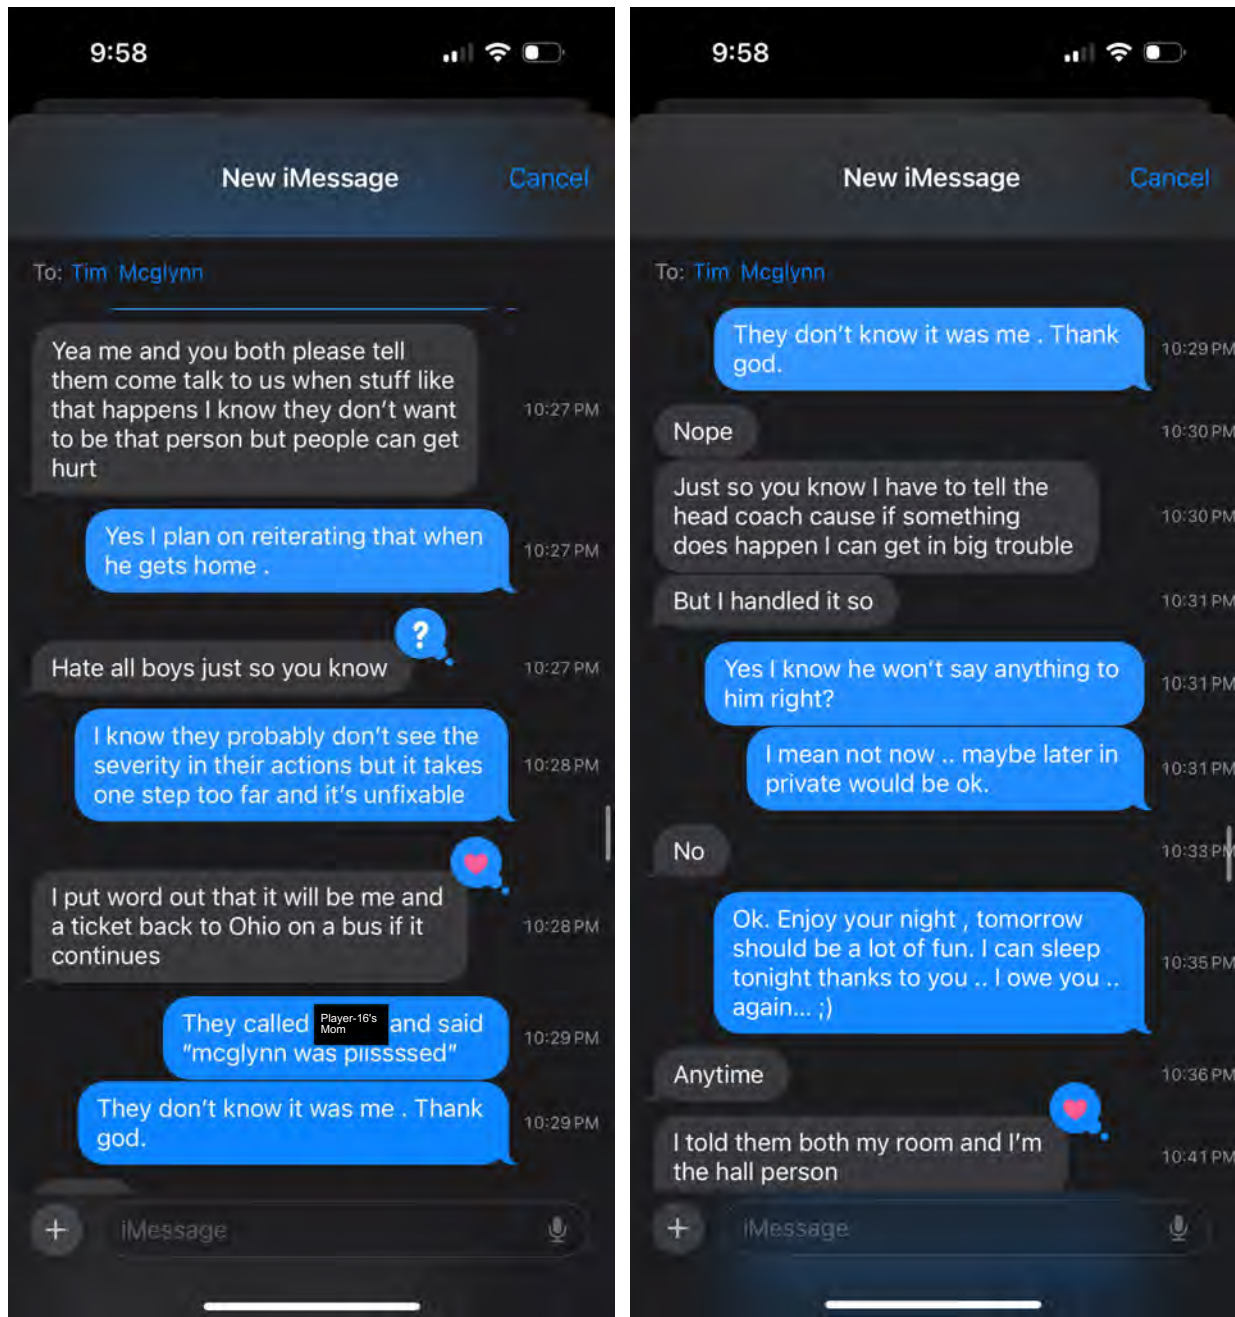 9:58
New iMessage
Cancel
To: Tim Mcglynn
Yea me and you both please tell
them come talk to us when stuff like
that happens I know they don't want
to be that person but people can get
hurt
10:27 PM
Yes I plan on reiterating that when
he gets home .
10:27 PM
?
Hate all boys just so you know
10:27 PM
I know they probably don't see the
severity in their actions but it takes
one step too far and it's unfixable
10:28 PM
I put word out that it will be me and
a ticket back to Ohio on a bus if it
continues
10:28 PM
They called Player-16's Mom and said
"mcglynn was piissssed"
10:29 PM
They don't know it was me . Thank
god.
10:29 PM
iMessage
9:58
New iMessage
Cancel
To: Tim Mcglynn
They don't know it was me . Thank
god.
10:29 PM
Nope
10:30 PM
Just so you know I have to tell the
head coach cause if something
does happen I can get in big trouble
10:30 PM
But I handled it so
10:31 PM
Yes I know he won't say anything to
him right?
10:31 PM
I mean not now .. maybe later in
private would be ok.
10:31 PM
No
10:33 PM
Ok. Enjoy your night , tomorrow
should be a lot of fun. I can sleep
tonight thanks to you .. I owe you ..
again... ;)
10:35 PM
Anytime
10:36 PM
I told them both my room and I'm
the hall person
10:41 PM
iMessage